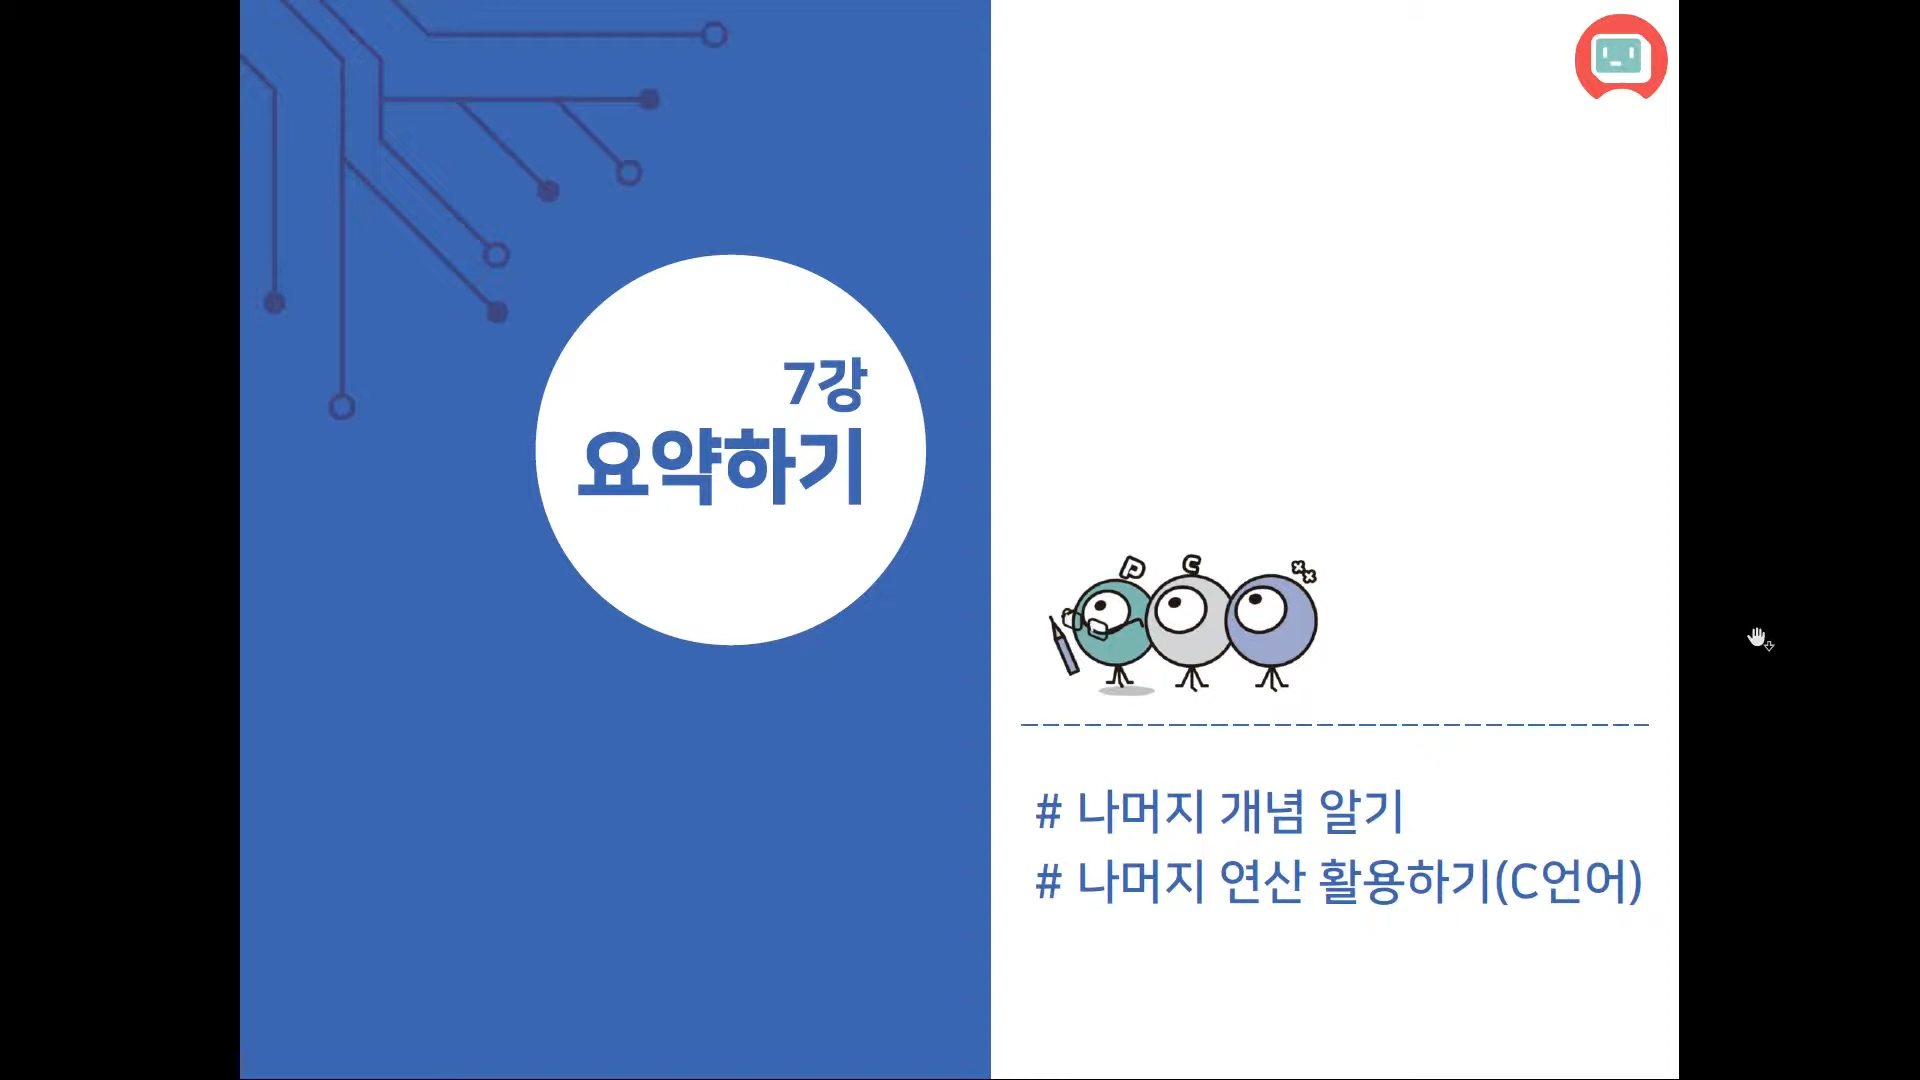 7강
요약하기
P C ++
# 나머지 개념 알기
# 나머지 연산 활용하기(C언어)